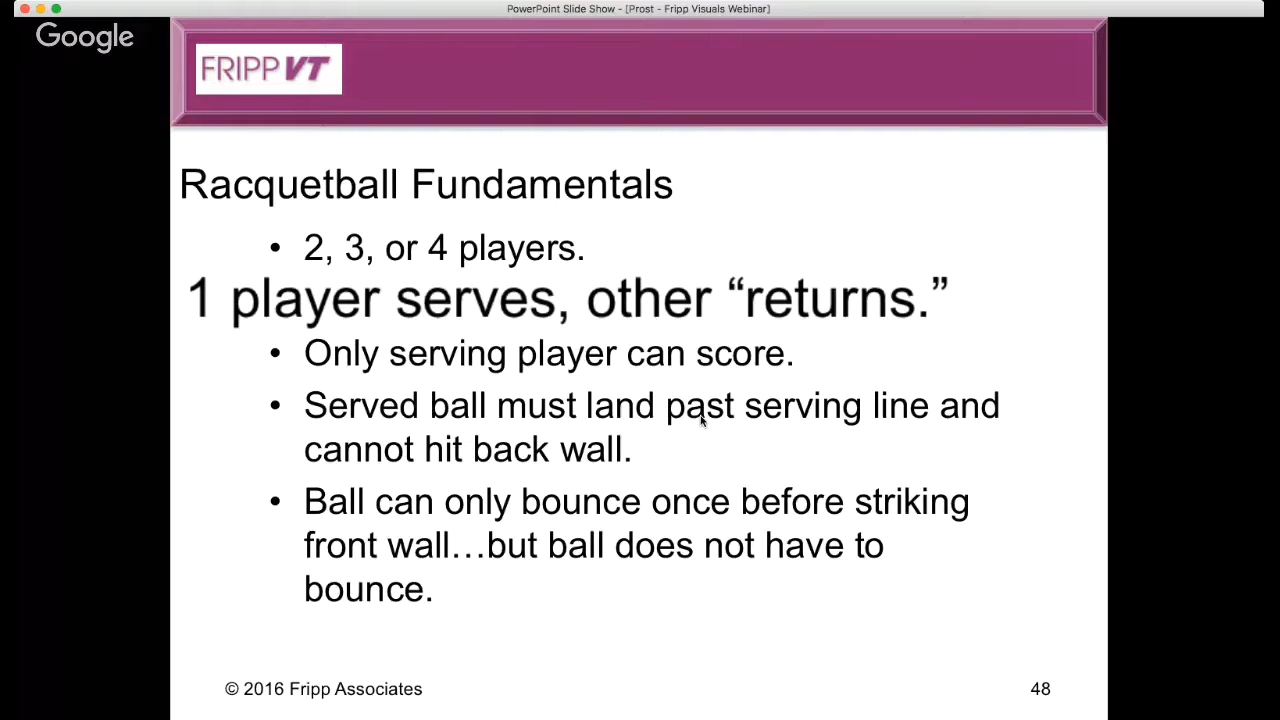 PowerPoint Slide Show - [Prost - Fripp Visuals Webinar]
Google
FRIPP VT
Racquetball Fundamentals
• 2, 3, or 4 players.
1 player serves, other “returns.”
• Only serving player can score.
• Served ball must land past serving line and
cannot hit back wall.
• Ball can only bounce once before striking
front wall…but ball does not have to
bounce.
© 2016 Fripp Associates
48